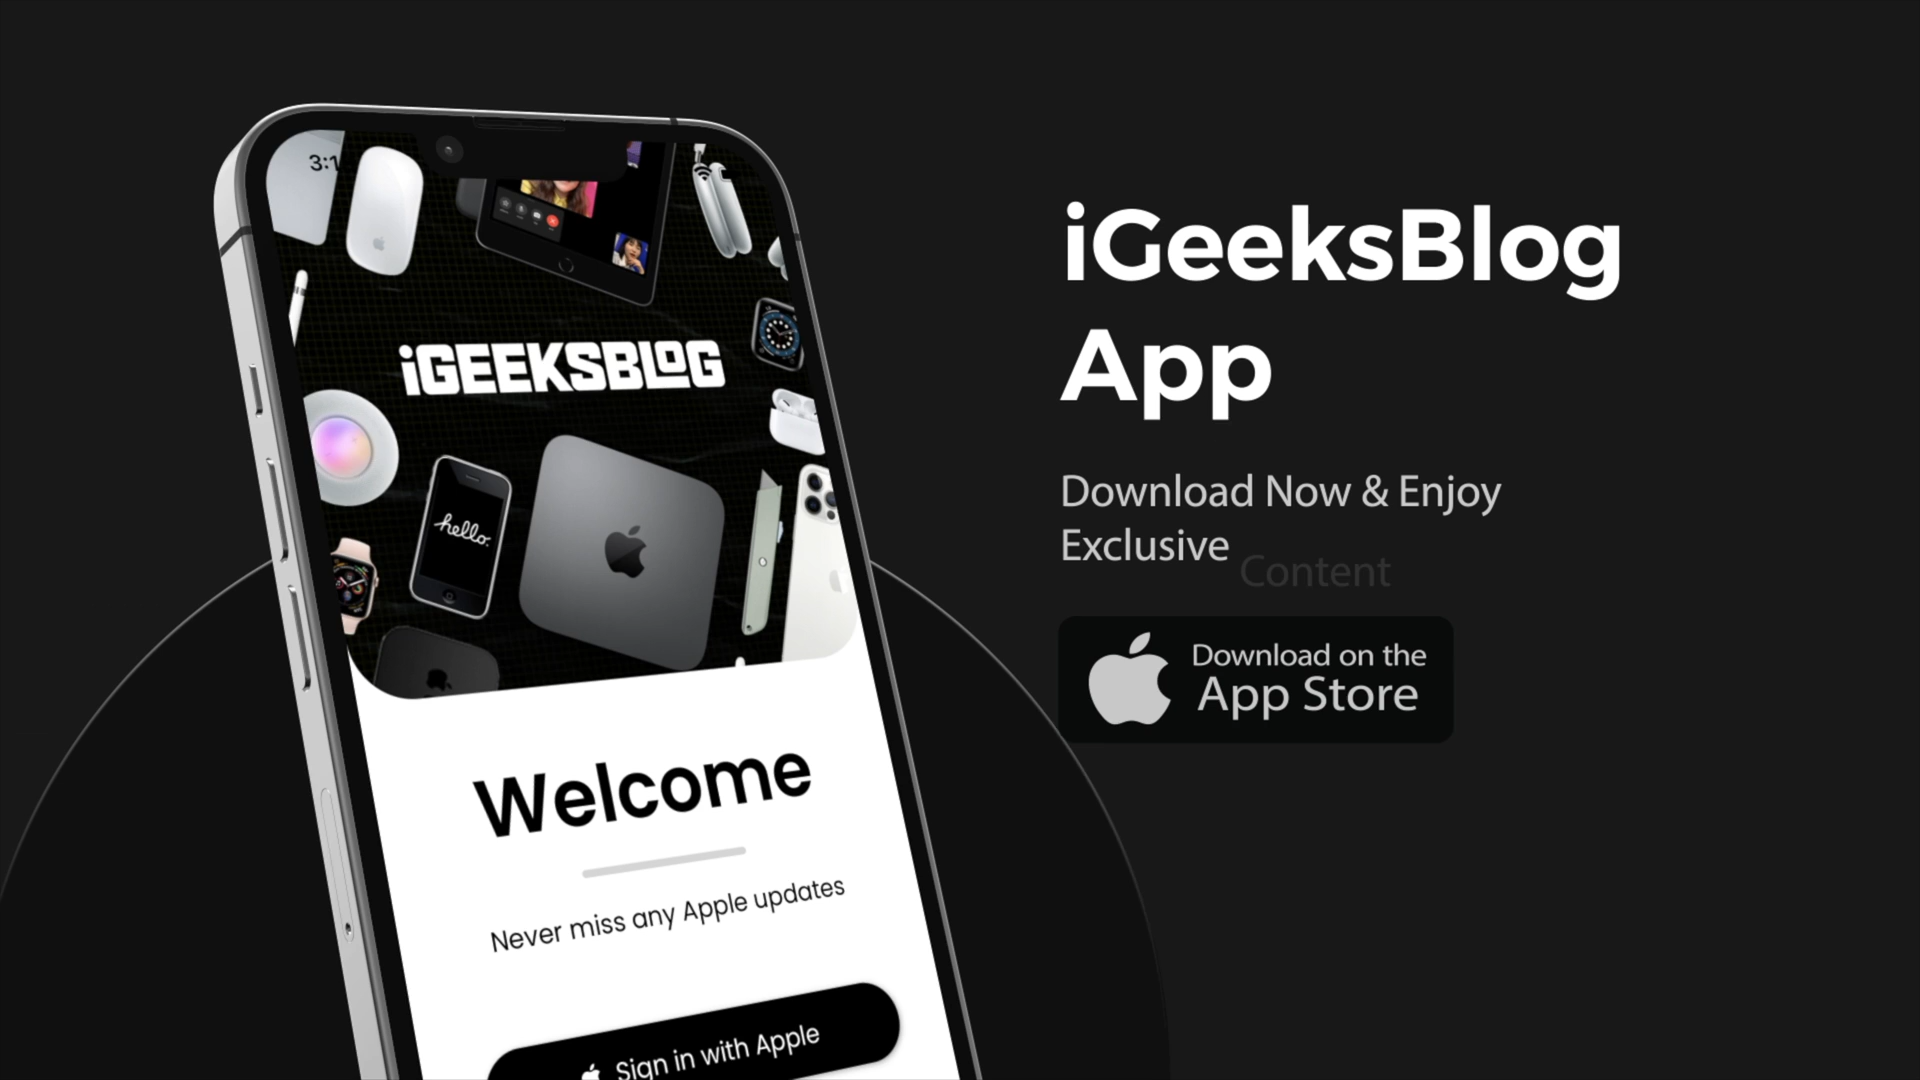 3:1
iGEEKSBLOG
hello.
Welcome
Never miss any Apple updates
Sign in with Apple
iGeeksBlog
App
Download Now & Enjoy
Exclusive
Content
Download on the
App Store